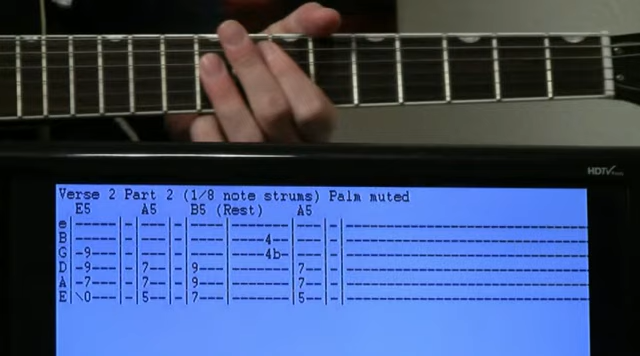 HDTV
Verse 2 Part 2 (1/8 note strums) Palm muted
E5 A5 B5 (Rest) A5
e|-----|-|-----|-|-----|--------|-----|-|------------------------------
B|-----|-|-----|-|-----|-----4--|-----|-|------------------------------
G|-9---|-|-----|-|-----|-----4b-|-----|-|------------------------------
D|-9---|-|7----|-|9----|--------|7----|-|------------------------------
A|-7---|-|7----|-|9----|--------|7----|-|------------------------------
E|\0---|-|5----|-|7----|--------|5----|-|------------------------------